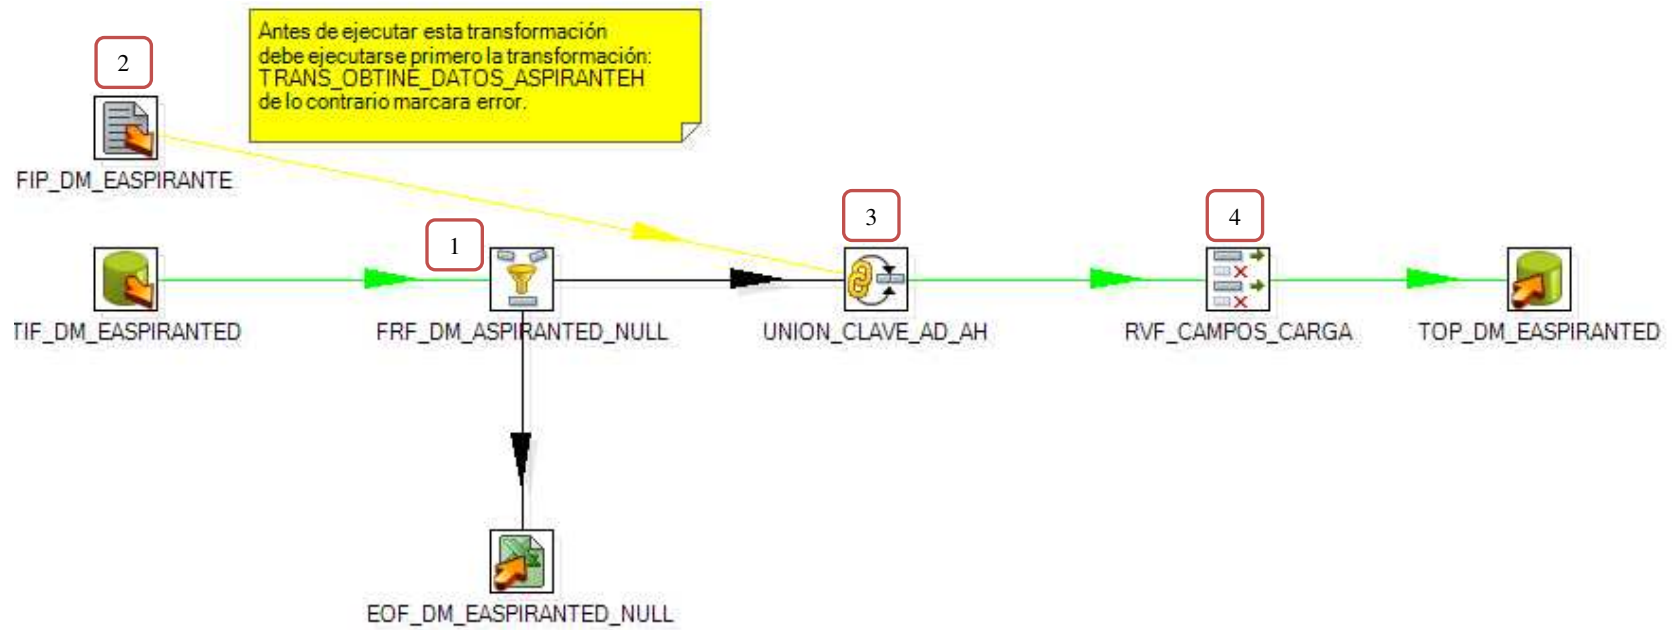 2
Antes de ejecutar esta transformación
debe ejecutarse primero la transformación:
TRANS_OBTINE_DATOS_ASPIRANTEH
de lo contrario marcara error.
FIP_DM_EASPIRANTE
1
3
4
TIF_DM_EASPIRANTED
FRF_DM_ASPIRANTED_NULL
UNION_CLAVE_AD_AH
RVF_CAMPOS_CARGA
TOP_DM_EASPIRANTED
EOF_DM_EASPIRANTED_NULL